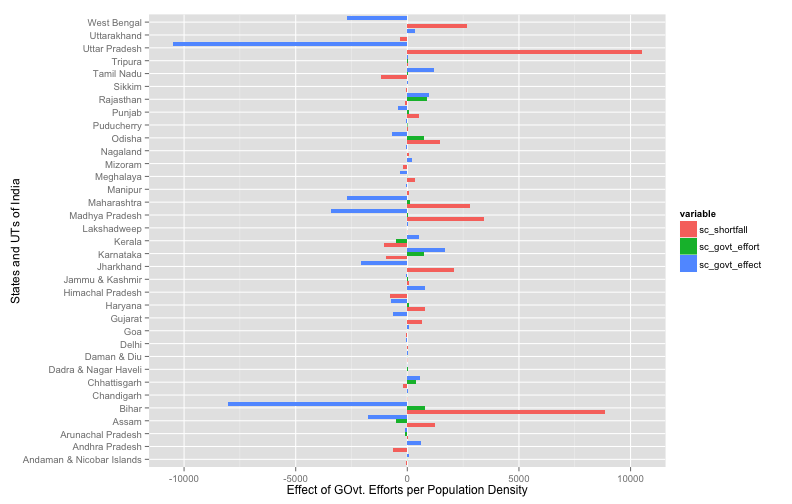 West Bengal
Uttarakhand
Uttar Pradesh
Tripura
Tamil Nadu
Sikkim
Rajasthan
Punjab
Puducherry
Odisha
Nagaland
Mizoram
Meghalaya
Manipur
Maharashtra
Madhya Pradesh
Lakshadweep
Kerala
Karnataka
Jharkhand
Jammu & Kashmir
Himachal Pradesh
Haryana
Gujarat
Goa
Delhi
Daman & Diu
Dadra & Nagar Haveli
Chhattisgarh
Chandigarh
Bihar
Assam
Arunachal Pradesh
Andhra Pradesh
Andaman & Nicobar Islands
States and UTs of India
-10000 -5000 0 5000 10000
Effect of GOvt. Efforts per Population Density
variable
sc_shortfall
sc_govt_effort
sc_govt_effect